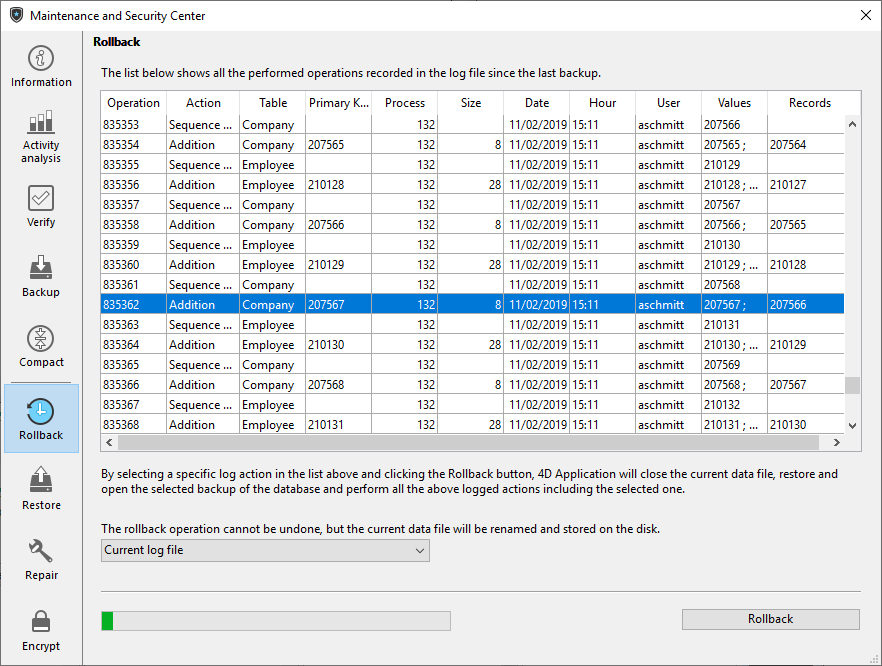 Maintenance and Security Center
Information
Activity
analysis
Verify
Backup
Compact
Rollback
Restore
Repair
Encrypt
Rollback
The list below shows all the performed operations recorded in the log file since the last backup.
Operation Action Table Primary K... Process Size Date Hour User Values Records
835353 Sequence ... Company 132 11/02/2019 15:11 aschmitt 207566
835354 Addition Company 207565 132 8 11/02/2019 15:11 aschmitt 207565 ; 207564
835355 Sequence ... Employee 132 11/02/2019 15:11 aschmitt 210129
835356 Addition Employee 210128 132 28 11/02/2019 15:11 aschmitt 210128 ; ... 210127
835357 Sequence ... Company 132 11/02/2019 15:11 aschmitt 207567
835358 Addition Company 207566 132 8 11/02/2019 15:11 aschmitt 207566 ; 207565
835359 Sequence ... Employee 132 11/02/2019 15:11 aschmitt 210130
835360 Addition Employee 210129 132 28 11/02/2019 15:11 aschmitt 210129 ; ... 210128
835361 Sequence ... Company 132 11/02/2019 15:11 aschmitt 207568
835362 Addition Company 207567 132 8 11/02/2019 15:11 aschmitt 207567 ; 207566
835363 Sequence ... Employee 132 11/02/2019 15:11 aschmitt 210131
835364 Addition Employee 210130 132 28 11/02/2019 15:11 aschmitt 210130 ; ... 210129
835365 Sequence ... Company 132 11/02/2019 15:11 aschmitt 207569
835366 Addition Company 207568 132 8 11/02/2019 15:11 aschmitt 207568 ; 207567
835367 Sequence ... Employee 132 11/02/2019 15:11 aschmitt 210132
835368 Addition Employee 210131 132 28 11/02/2019 15:11 aschmitt 210131 ; ... 210130
By selecting a specific log action in the list above and clicking the Rollback button, 4D Application will close the current data file, restore and
open the selected backup of the database and perform all the above logged actions including the selected one.
The rollback operation cannot be undone, but the current data file will be renamed and stored on the disk.
Current log file
Rollback